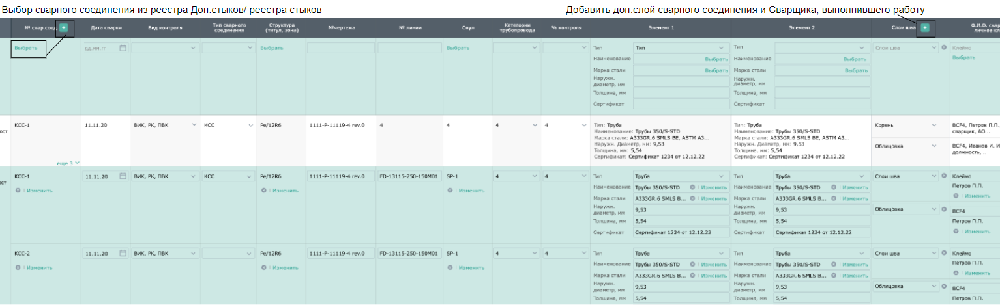 Выбор сварного соединения из реестра Доп.стыков/ реестра стыков
Добавить доп.слой сварного соединения и Сварщика, выполнившего работу
№ свар.соед. + Дата сварки Вид контроля Тип сварного соединения Структура (титул, зона) №чертежа № линии Спул Категории трубопровода % контроля Элемент 1 Элемент 2 Слои шва + Ф.И.О. личное
Выбрать дд.мм.гг Выбрать Выбрать Тип Тип Тип Слои шва Клеймо
Наименование Выбрать Наименование Выбрать Выбрать
Марка стали Выбрать Марка стали Выбрать
Наружн. диаметр, мм Наружн. диаметр, мм
Толщина, мм Толщина, мм
Сертификат Сертификат
КСС-1 11.11.20 ВИК, РК, ПВК КСС Ре/12R6 1111-P-11119-4 rev.0 4 4 4 4 Тип: Труба Тип: Труба Корень BCF4, Петров П.П.
Наименование: Трубы 350/S-STD Наименование: Трубы 350/S-STD сварщик, АО...
Марка стали: A333GR.6 SMLS BE, ASTM A3... Марка стали: A333GR.6 SMLS BE, ASTM A3...
Наружн. Диаметр, мм: 9,53 Наружн. Диаметр, мм: 9,53 Облицовка BCF4, Иванов И. И
Толщина, мм: 5,54 Толщина, мм: 5,54 должность, ..
Сертификат: Сертификат 1234 от 12.12.22 Сертификат: Сертификат 1234 от 12.12.22
еще 3
КСС-1 11.11.20 ВИК, РК, ПВК КСС Ре/12R6 1111-P-11119-4 rev.0 FD-13115-250-150M01 SP-1 4 4 Тип Труба Тип Труба Слои шва Клеймо
Изменить Изменить Изменить Наименование Трубы 350/S-STD Изменить Наименование Трубы 350/S-STD Изменить Петров П.П.
Марка стали A333GR.6 SMLS B... Изменить Марка стали A333GR.6 SMLS B... Изменить Изменить
Наружн. диаметр, мм 9,53 Наружн. диаметр, мм 9,53 Облицовка BCF4
Толщина, мм 5,54 Толщина, мм 5,54 Петров П.П.
Сертификат Сертификат 1234 от 12.12.22 Сертификат Сертификат 1234 от 12.12.22 Изменить
КСС-2 11.11.20 ВИК, РК, ПВК Ре/12R6 1111-P-11119-4 rev.0 FD-13115-250-150M01 SP-1 4 4 Тип Труба Тип Труба Слои шва Клеймо
Изменить Изменить Изменить Наименование Трубы 350/S-STD Изменить Наименование Трубы 350/S-STD Изменить Петров П.П.
Марка стали A333GR.6 SMLS B... Изменить Марка стали A333GR.6 SMLS B... Изменить Изменить
Наружн. диаметр, мм 9,53 Наружн. диаметр, мм 9,53 Облицовка BCF4
Толщина, мм 5,54 Толщина, мм 5,54 Петров П.П.